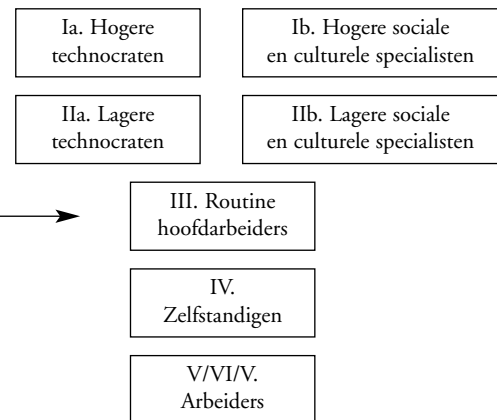 Ia. Hogere
technocraten
Ib. Hogere sociale
en culturele specialisten
IIa. Lagere
technocraten
IIb. Lagere sociale
en culturele specialisten
III. Routine
hoofdarbeiders
IV.
Zelfstandigen
V/VI/V.
Arbeiders